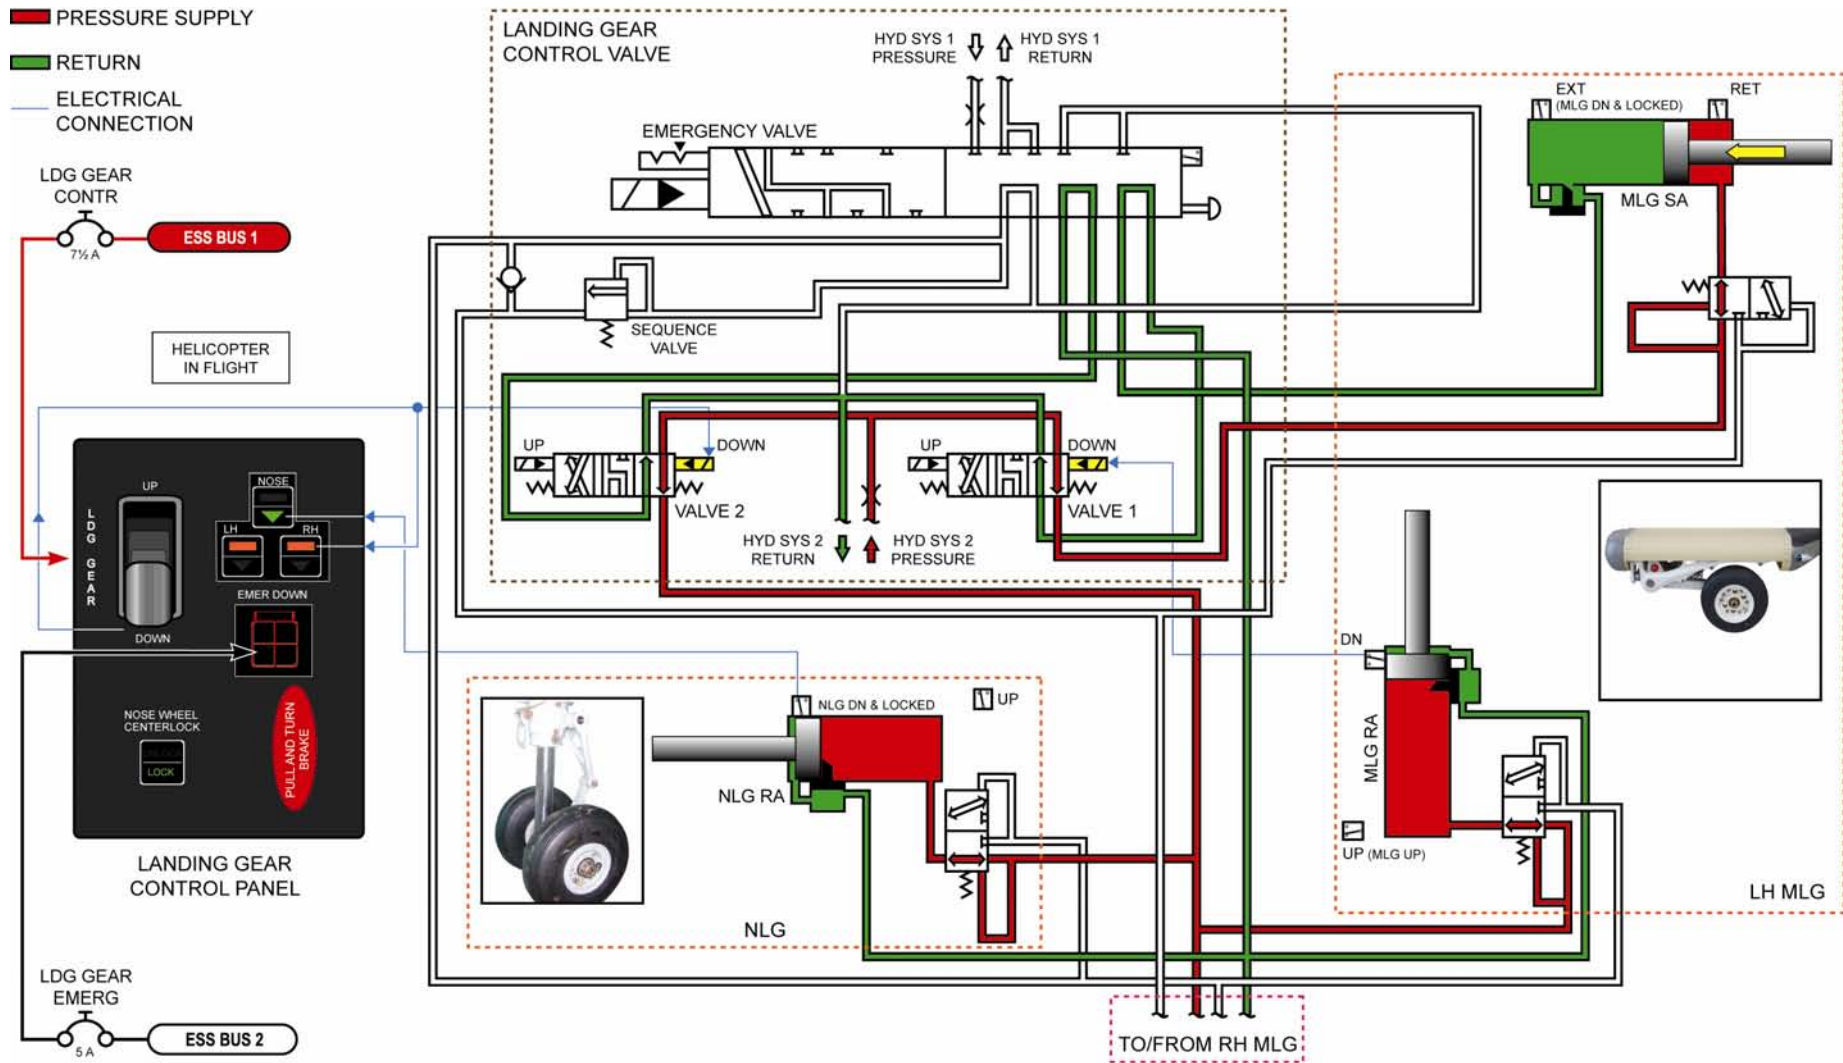 PRESSURE SUPPLY
RETURN
ELECTRICAL
CONNECTION
LDG GEAR
CONTR
7½ A
ESS BUS 1
HELICOPTER
IN FLIGHT
UP
LDG GEAR
DOWN
NOSE
LH
RH
EMER DOWN
NOSE WHEEL
CENTERLOCK
UNLOCK
LOCK
PULL AND TURN
BRAKE
LANDING GEAR
CONTROL PANEL
LDG GEAR
EMERG
5 A
ESS BUS 2
LANDING GEAR
CONTROL VALVE
HYD SYS 1
PRESSURE
HYD SYS 1
RETURN
EMERGENCY VALVE
SEQUENCE
VALVE
UP
DOWN
VALVE 2
UP
DOWN
VALVE 1
HYD SYS 2
RETURN
HYD SYS 2
PRESSURE
NLG DN & LOCKED
UP
NLG RA
NLG
EXT
(MLG DN & LOCKED)
RET
MLG SA
DN
MLG RA
UP (MLG UP)
LH MLG
TO/FROM RH MLG